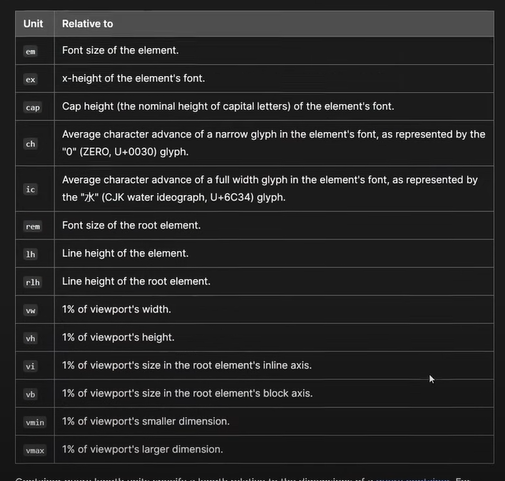 Unit Relative to
em Font size of the element.
ex x-height of the element's font.
cap Cap height (the nominal height of capital letters) of the element's font.
ch Average character advance of a narrow glyph in the element's font, as represented by the
"0" (ZERO, U+0030) glyph.
ic Average character advance of a full width glyph in the element's font, as represented by
the "水" (CJK water ideograph, U+6C34) glyph.
rem Font size of the root element.
lh Line height of the element.
rlh Line height of the root element.
vw 1% of viewport's width.
vh 1% of viewport's height.
vi 1% of viewport's size in the root element's inline axis.
vb 1% of viewport's size in the root element's block axis.
vmin 1% of viewport's smaller dimension.
vmax 1% of viewport's larger dimension.